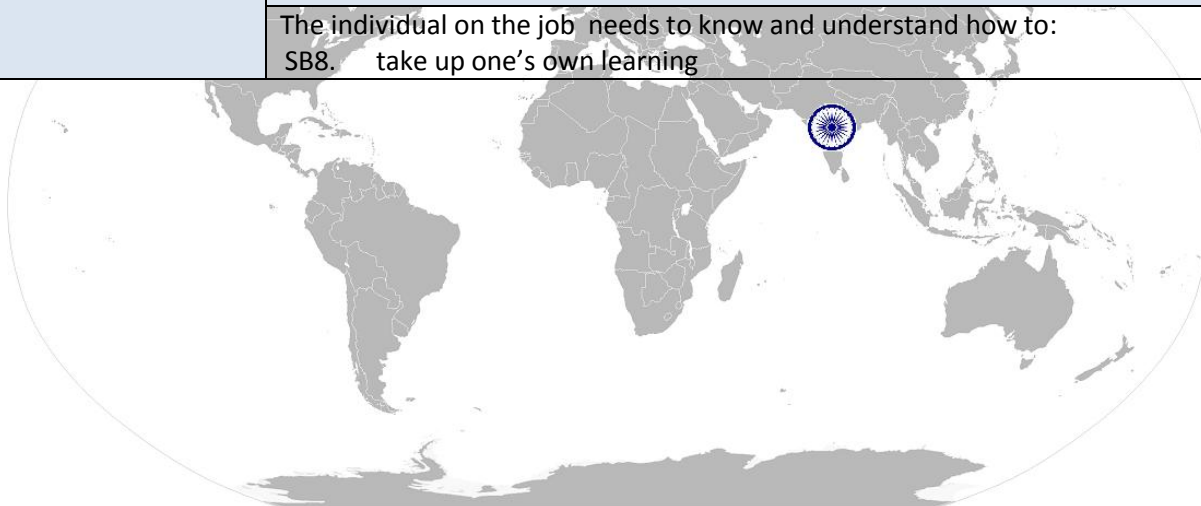 The individual on the job needs to know and understand how to:
SB8. take up one’s own learning